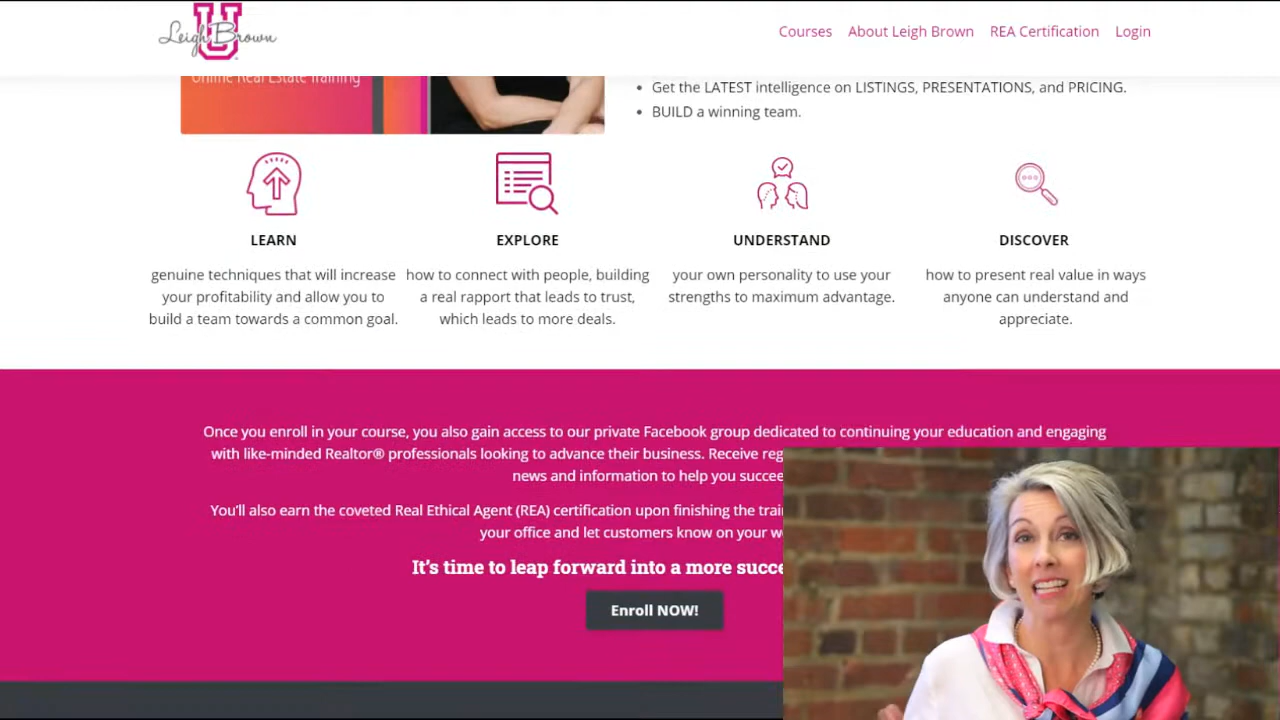 Leigh Brown
U
Courses About Leigh Brown REA Certification Login
Online Real Estate Training
Get the LATEST intelligence on LISTINGS, PRESENTATIONS, and PRICING.
BUILD a winning team.
LEARN
genuine techniques that will increase
your profitability and allow you to
build a team towards a common goal.
EXPLORE
how to connect with people, building
a real rapport that leads to trust,
which leads to more deals.
UNDERSTAND
your own personality to use your
strengths to maximum advantage.
DISCOVER
how to present real value in ways
anyone can understand and
appreciate.
Once you enroll in your course, you also gain access to our private Facebook group dedicated to continuing your education and engaging
with like-minded Realtor® professionals looking to advance their business. Receive
news and information to help you
You'll also earn the coveted Real Ethical Agent (REA) certification upon finishing the
your office and let customers know on your
It's time to leap forward into a more
Enroll NOW!